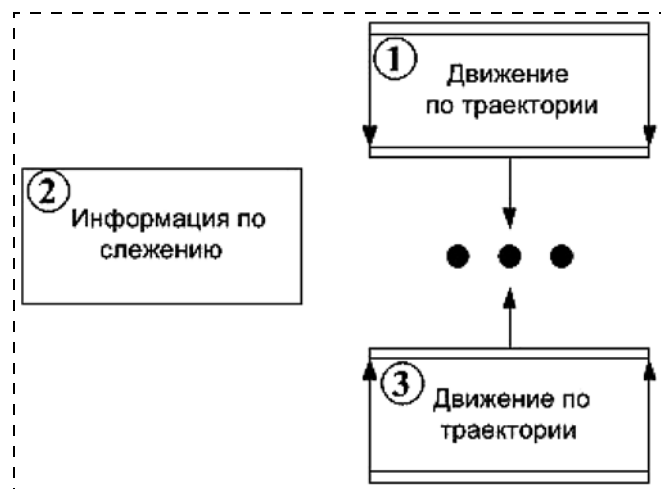 1
Движение
по траектории
2
Информация по
слежению
3
Движение по
траектории